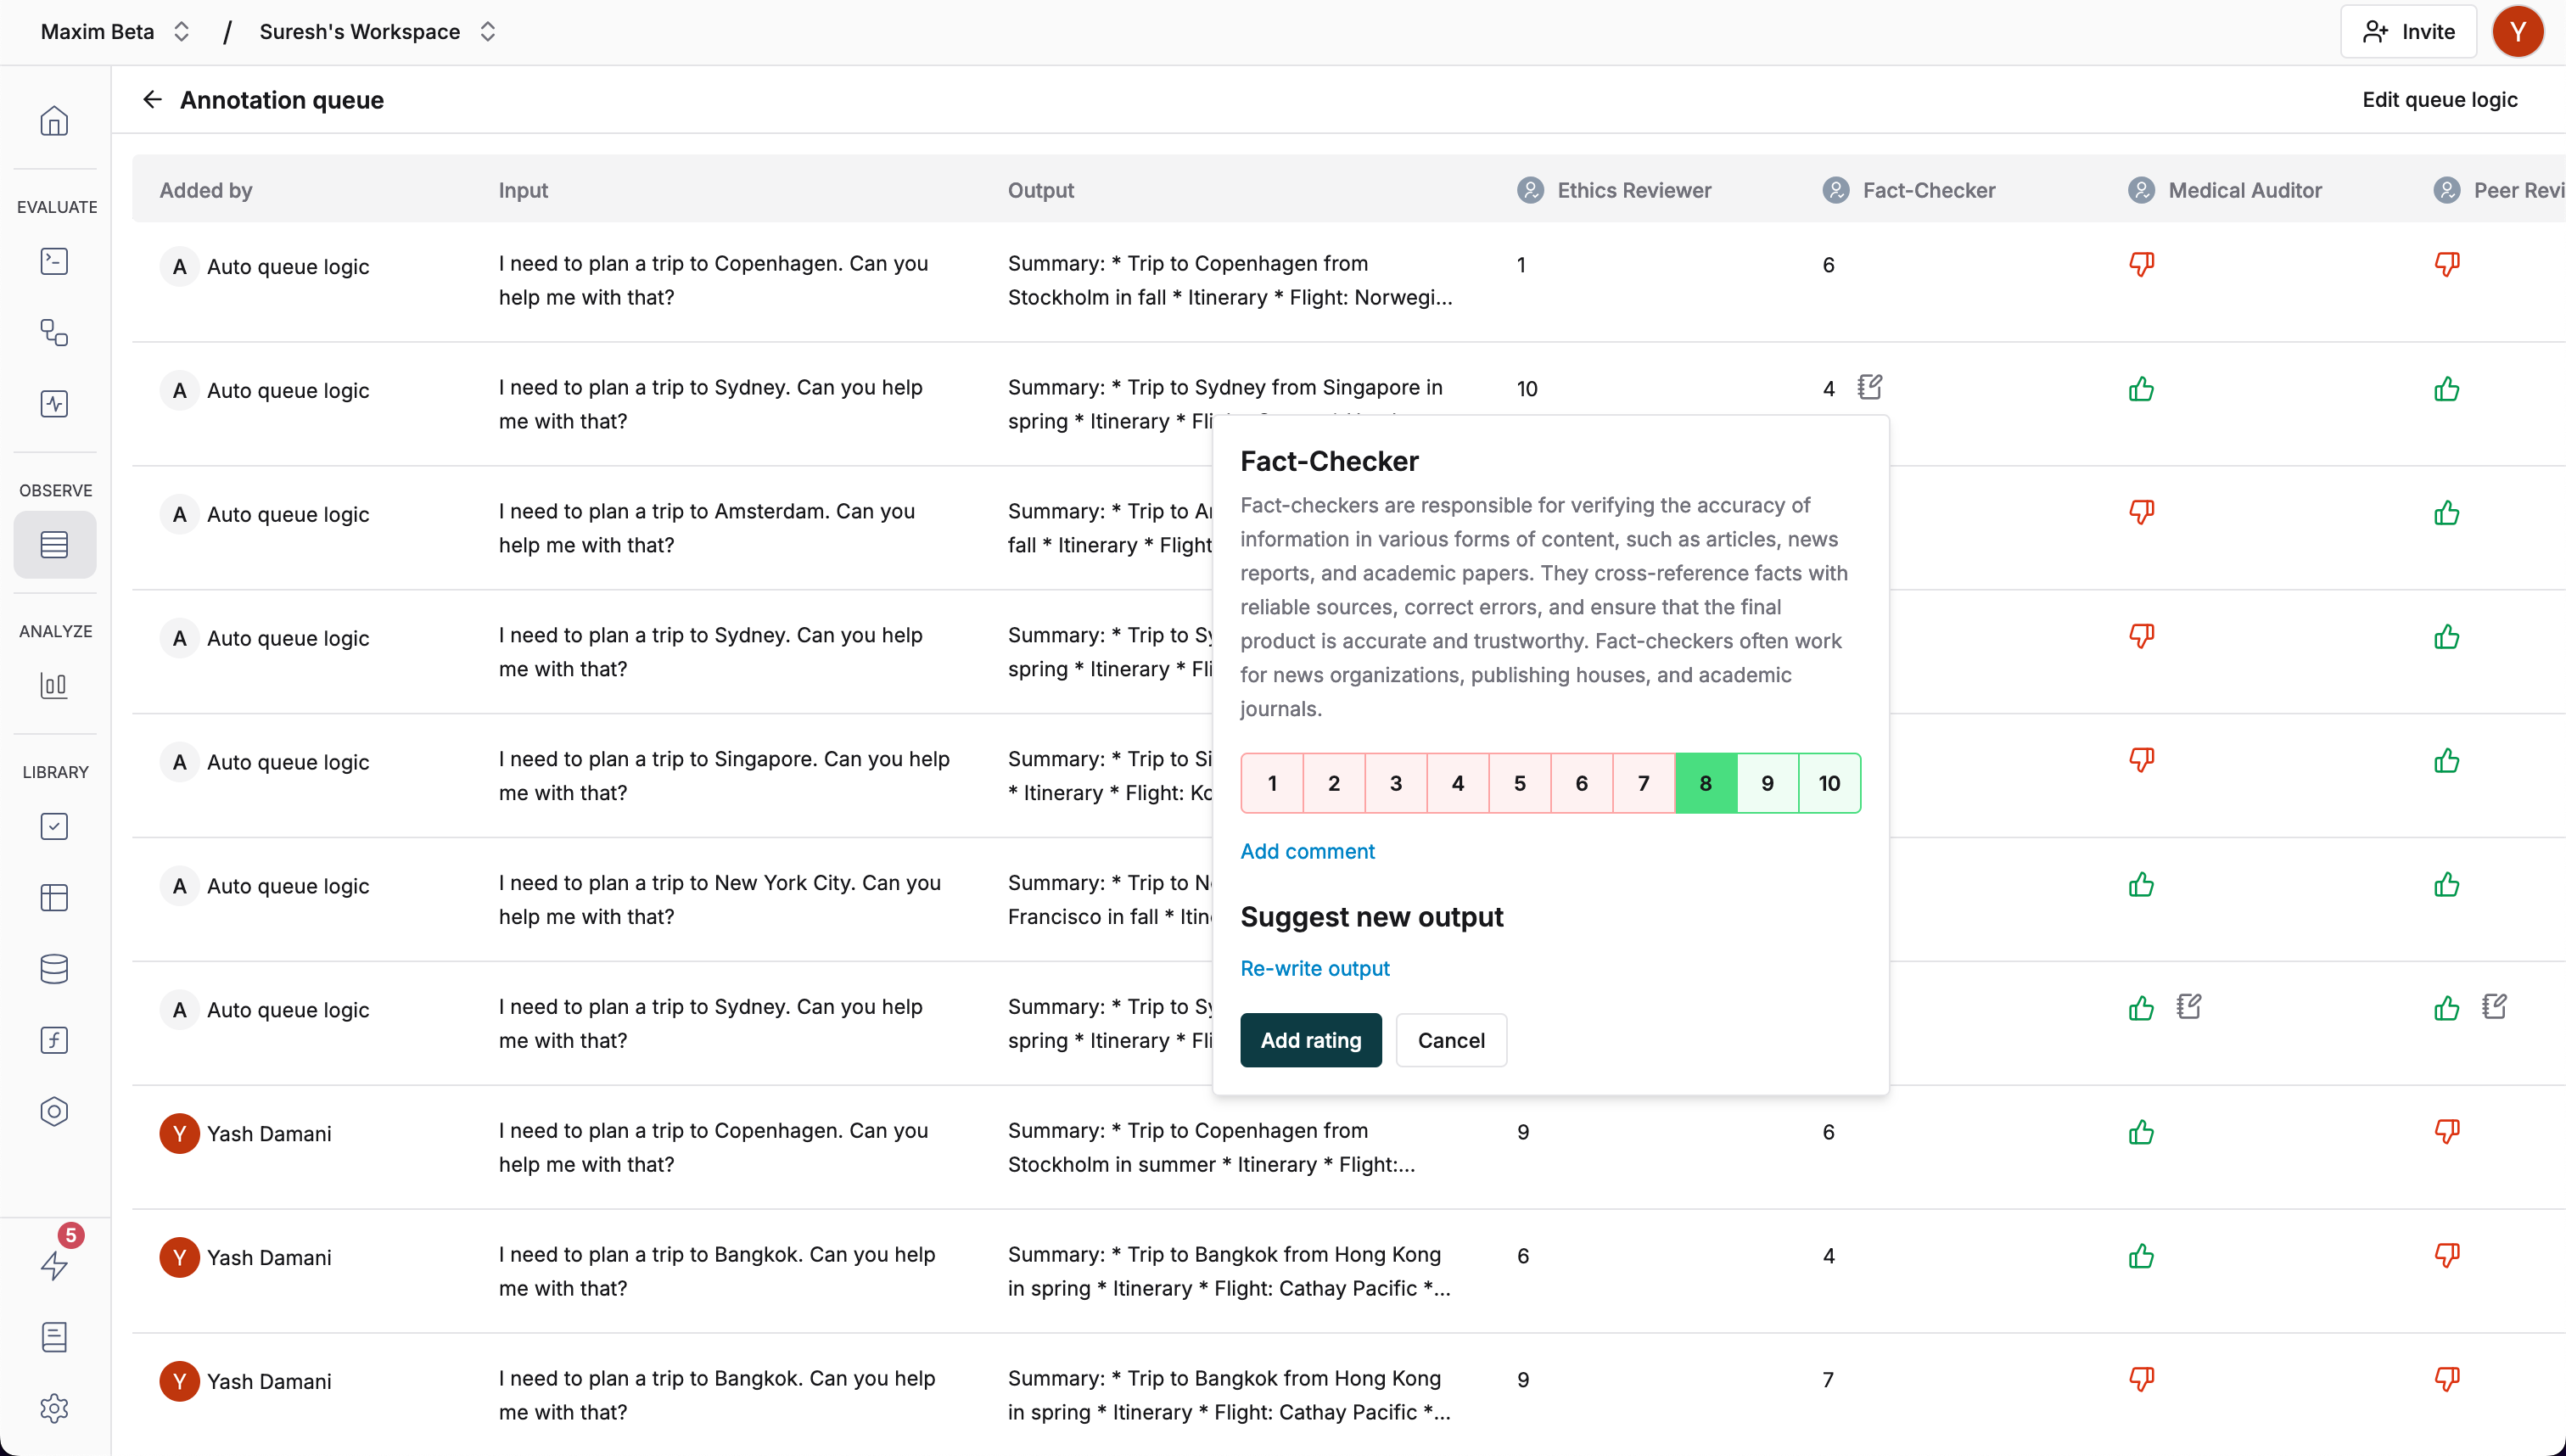 Maxim Beta / Suresh's Workspace Invite Y
Annotation queue Edit queue logic
EVALUATE
OBSERVE
ANALYZE
LIBRARY
5
Added by Input Output Ethics Reviewer Fact-Checker Medical Auditor Peer Revi
A Auto queue logic I need to plan a trip to Copenhagen. Can you Summary: * Trip to Copenhagen from 1 6
help me with that? Stockholm in fall * Itinerary * Flight: Norwegi...
A Auto queue logic I need to plan a trip to Sydney. Can you help Summary: * Trip to Sydney from Singapore in 10 4
me with that? spring * Itinerary * Fli
A Auto queue logic I need to plan a trip to Amsterdam. Can you Summary: * Trip to A
help me with that? fall * Itinerary * Flight
A Auto queue logic I need to plan a trip to Sydney. Can you help Summary: * Trip to Sy
me with that? spring * Itinerary * Fli
A Auto queue logic I need to plan a trip to Singapore. Can you help Summary: * Trip to Si
me with that? * Itinerary * Flight: Ko
A Auto queue logic I need to plan a trip to New York City. Can you Summary: * Trip to N
help me with that? Francisco in fall * Itin
A Auto queue logic I need to plan a trip to Sydney. Can you help Summary: * Trip to Sy
me with that? spring * Itinerary * Fli
Y Yash Damani I need to plan a trip to Copenhagen. Can you Summary: * Trip to Copenhagen from 9 6
help me with that? Stockholm in summer * Itinerary * Flight:...
Y Yash Damani I need to plan a trip to Bangkok. Can you help Summary: * Trip to Bangkok from Hong Kong 6 4
me with that? in spring * Itinerary * Flight: Cathay Pacific *...
Y Yash Damani I need to plan a trip to Bangkok. Can you help Summary: * Trip to Bangkok from Hong Kong 9 7
me with that? in spring * Itinerary * Flight: Cathay Pacific *...
Fact-Checker
Fact-checkers are responsible for verifying the accuracy of
information in various forms of content, such as articles, news
reports, and academic papers. They cross-reference facts with
reliable sources, correct errors, and ensure that the final
product is accurate and trustworthy. Fact-checkers often work
for news organizations, publishing houses, and academic
journals.
1 2 3 4 5 6 7 8 9 10
Add comment
Suggest new output
Re-write output
Add rating Cancel